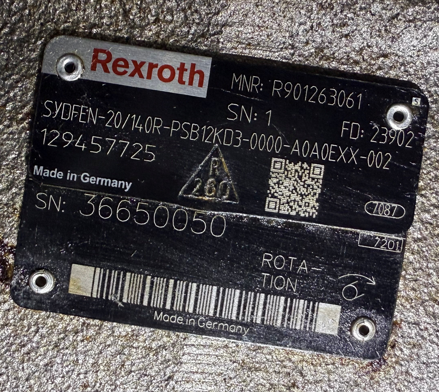 Rexroth
MNR: R901263061
SN: 1
FD: 23902
SYDFEN-20/140R-PSB12KD3-0000-A0A0EXX-002
129457725
R
280
Made in Germany
7087
SN: 36650050
7201
ROTA-
TION
Made in Germany